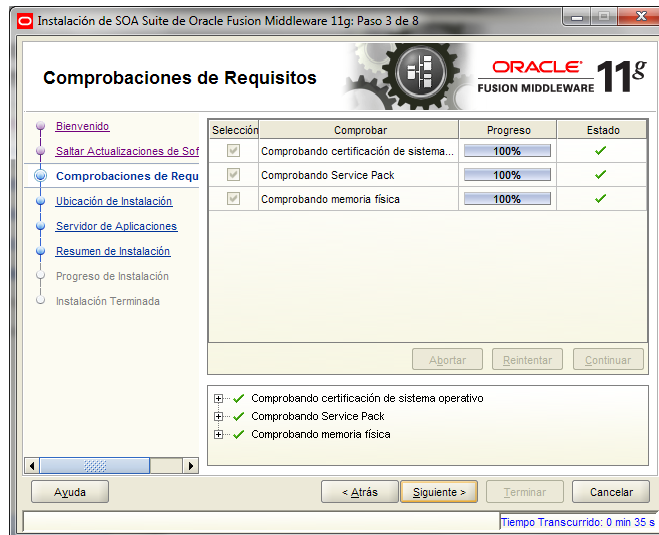 Instalación de SOA Suite de Oracle Fusion Middleware 11g: Paso 3 de 8
Comprobaciones de Requisitos
ORACLE
FUSION MIDDLEWARE 11g
Bienvenido
Saltar Actualizaciones de Sof
Comprobaciones de Requ
Ubicación de Instalación
Servidor de Aplicaciones
Resumen de Instalación
Progreso de Instalación
Instalación Terminada
Selección Comprobar Progreso Estado
Comprobando certificación de sistema... 100%
Comprobando Service Pack 100%
Comprobando memoria física 100%
Abortar Reintentar Continuar
Comprobando certificación de sistema operativo
Comprobando Service Pack
Comprobando memoria física
Ayuda < Atrás Siguiente > Terminar Cancelar
Tiempo Transcurrido: 0 min 35 s